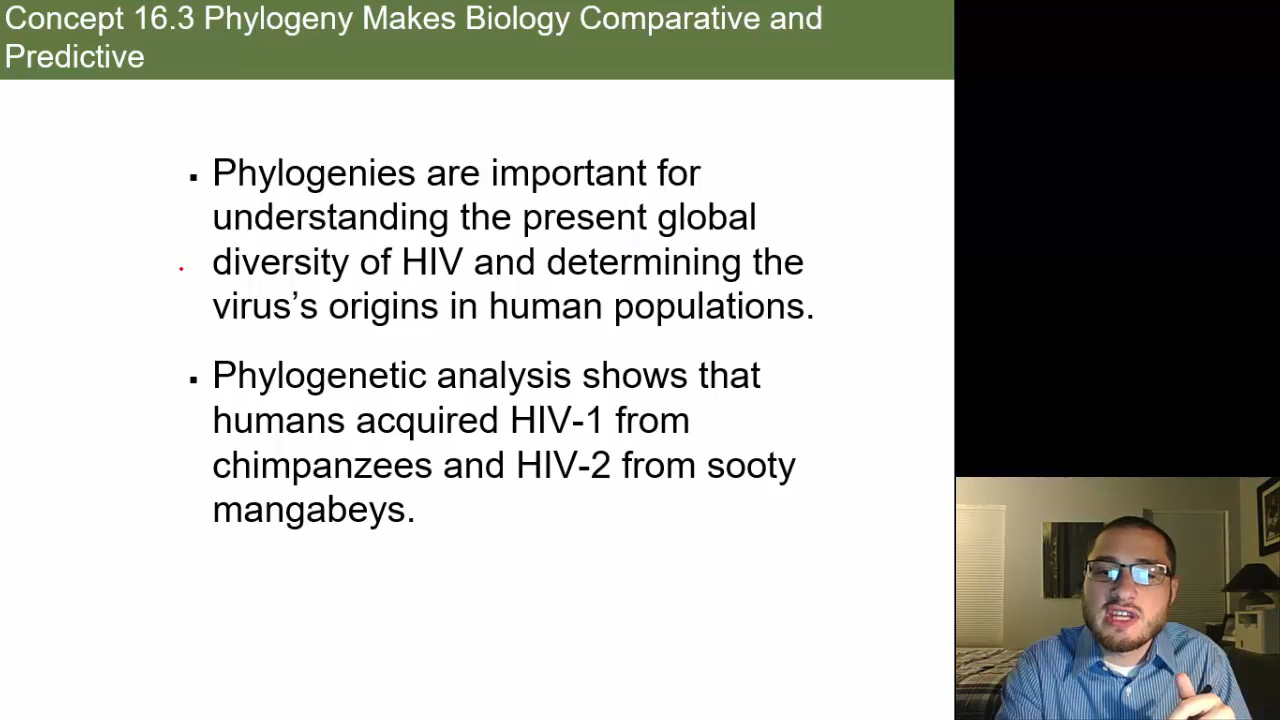 Concept 16.3 Phylogeny Makes Biology Comparative and
Predictive
▪ Phylogenies are important for
understanding the present global
diversity of HIV and determining the
virus’s origins in human populations.
▪ Phylogenetic analysis shows that
humans acquired HIV-1 from
chimpanzees and HIV-2 from sooty
mangabeys.